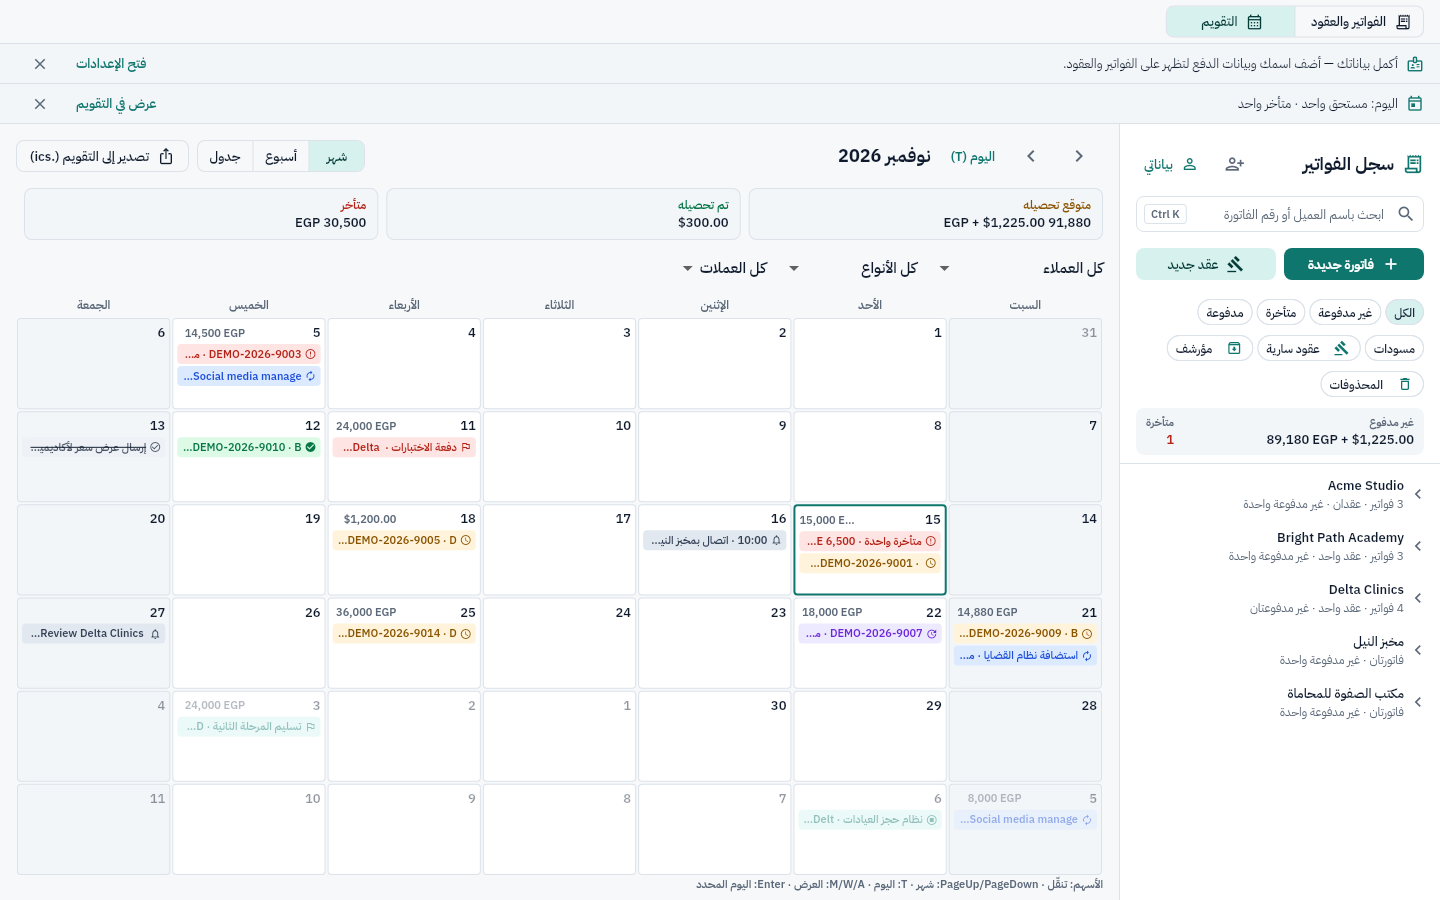 الفواتير والعقود
التقويم
أكمل بياناتك — أضف اسمك وبيانات الدفع لتظهر على الفواتير والعقود.
فتح الإعدادات
اليوم: مستحق واحد · متأخر واحد
عرض في التقويم
سجل الفواتير
بياناتي
ابحث باسم العميل أو رقم الفاتورة
Ctrl K
فاتورة جديدة
عقد جديد
الكل
غير مدفوعة
متأخرة
مدفوعة
مسودات
عقود سارية
مؤرشف
المحذوفات
غير مدفوع
متأخرة
89,180 EGP + $1,225.00
1
Acme Studio
3 فواتير · عقدان · غير مدفوعة واحدة
Bright Path Academy
3 فواتير · عقد واحد · غير مدفوعة واحدة
Delta Clinics
4 فواتير · عقد واحد · غير مدفوعتان
مخبز النيل
فاتورتان · غير مدفوعة واحدة
مكتب الصفوة للمحاماة
فاتورتان · غير مدفوعة واحدة
اليوم (T)
نوفمبر 2026
شهر
أسبوع
جدول
تصدير إلى التقويم (.ics)
متوقع تحصيله
EGP + $1,225.00 91,880
تم تحصيله
$300.00
متأخر
EGP 30,500
كل العملاء
كل الأنواع
كل العملات
السبت
الأحد
الإثنين
الثلاثاء
الأربعاء
الخميس
الجمعة
31
1
2
3
4
5
14,500 EGP
DEMO-2026-9003 · مـ...
Social media manage...
6
7
8
9
10
11
24,000 EGP
دفعة الاختبارات · Delta...
12
DEMO-2026-9010 · B...
13
إرسال عرض سعر لأكاديميـ...
14
15
15,000 E...
متأخرة واحدة · 6,500 E...
DEMO-2026-9001 ·...
16
10:00 · اتصال بمخبز النيـ...
17
18
$1,200.00
DEMO-2026-9005 · D...
19
20
21
14,880 EGP
DEMO-2026-9009 · B...
استضافة نظام القضايا · مـ...
22
18,000 EGP
DEMO-2026-9007 · مـ...
23
24
25
36,000 EGP
DEMO-2026-9014 · D...
26
27
Review Delta Clinics...
28
29
30
1
2
3
24,000 EGP
تسليم المرحلة الثانية · D...
4
5
8,000 EGP
Social media manage...
6
نظام حجز العيادات · Delt...
7
8
9
10
11
الأسهم: تنقّل · PageUp/PageDown: شهر · T: اليوم · M/W/A: العرض · Enter: اليوم المحدد